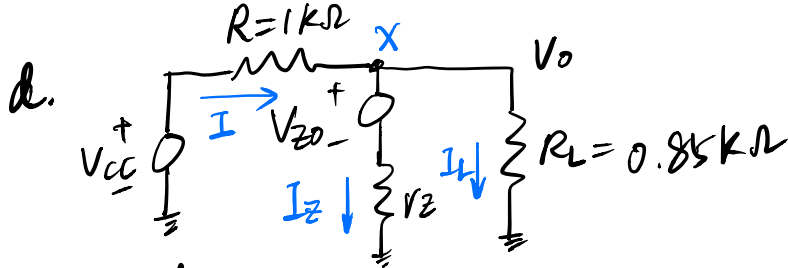 R=1KΩ
X
Vo
d.
+
I
+
Vzo
-
+
Vcc
-
Iz
rz
IL
RL= 0.85KΩ